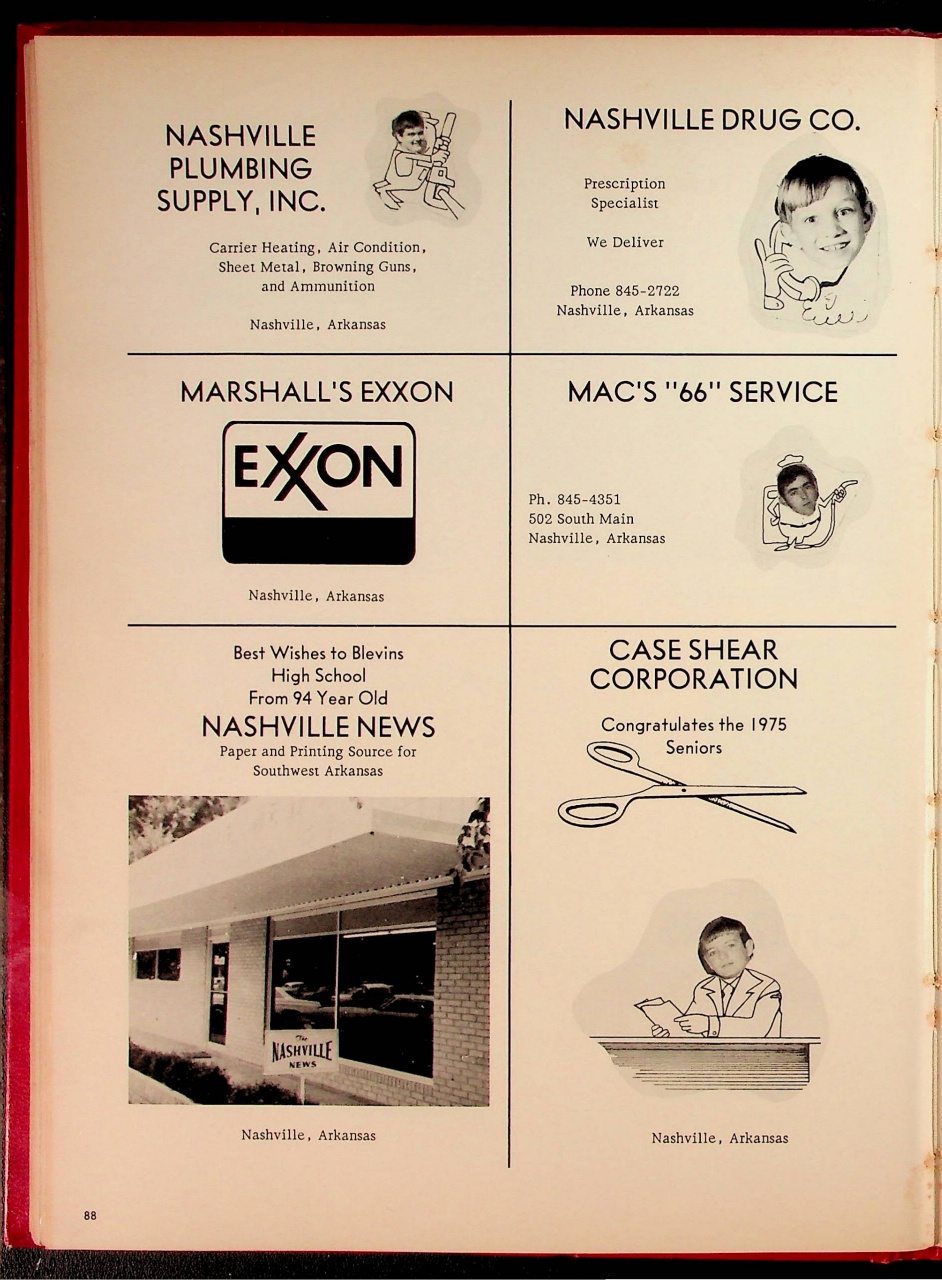 NASHVILLE
PLUMBING
SUPPLY, INC.
Carrier Heating, Air Condition,
Sheet Metal, Browning Guns,
and Ammunition
Nashville, Arkansas
NASHVILLE DRUG CO.
Prescription
Specialist
We Deliver
Phone 845-2722
Nashville, Arkansas
MARSHALL'S EXXON
EXXON
Nashville, Arkansas
MAC'S "66" SERVICE
Ph. 845-4351
502 South Main
Nashville, Arkansas
Best Wishes to Blevins
High School
From 94 Year Old
NASHVILLE NEWS
Paper and Printing Source for
Southwest Arkansas
The
NASHVILLE
NEWS
Nashville, Arkansas
CASE SHEAR
CORPORATION
Congratulates the 1975
Seniors
Nashville, Arkansas
88